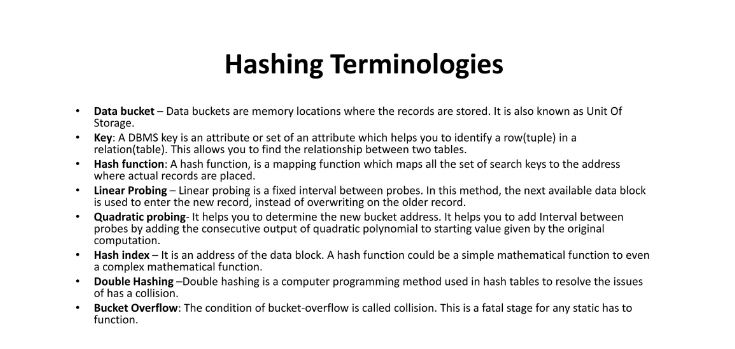 Hashing Terminologies
• Data bucket – Data buckets are memory locations where the records are stored. It is also known as Unit Of
Storage.
• Key: A DBMS key is an attribute or set of an attribute which helps you to identify a row(tuple) in a
relation(table). This allows you to find the relationship between two tables.
• Hash function: A hash function, is a mapping function which maps all the set of search keys to the address
where actual records are placed.
• Linear Probing – Linear probing is a fixed interval between probes. In this method, the next available data block
is used to enter the new record, instead of overwriting on the older record.
• Quadratic probing- It helps you to determine the new bucket address. It helps you to add Interval between
probes by adding the consecutive output of quadratic polynomial to starting value given by the original
computation.
• Hash index – It is an address of the data block. A hash function could be a simple mathematical function to even
a complex mathematical function.
• Double Hashing –Double hashing is a computer programming method used in hash tables to resolve the issues
of has a collision.
• Bucket Overflow: The condition of bucket-overflow is called collision. This is a fatal stage for any static has to
function.